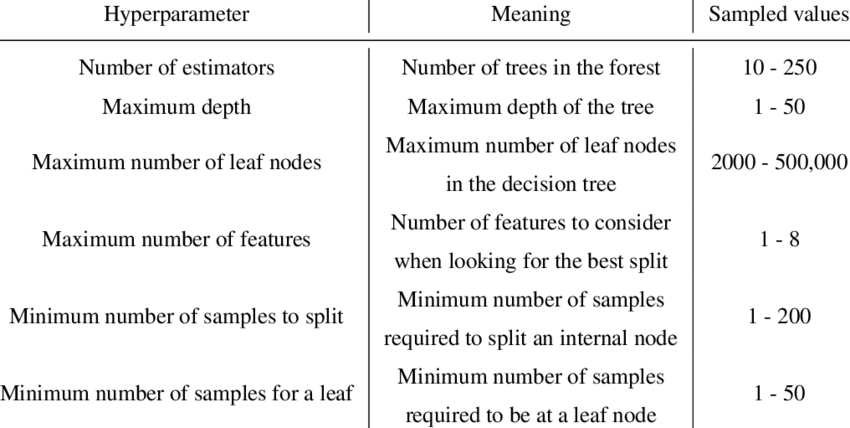 Hyperparameter Meaning Sampled values
Number of estimators Number of trees in the forest 10 - 250
Maximum depth Maximum depth of the tree 1 - 50
Maximum number of leaf nodes Maximum number of leaf nodes 2000 - 500,000
in the decision tree
Maximum number of features Number of features to consider 1 - 8
when looking for the best split
Minimum number of samples to split Minimum number of samples 1 - 200
required to split an internal node
Minimum number of samples for a leaf Minimum number of samples 1 - 50
required to be at a leaf node